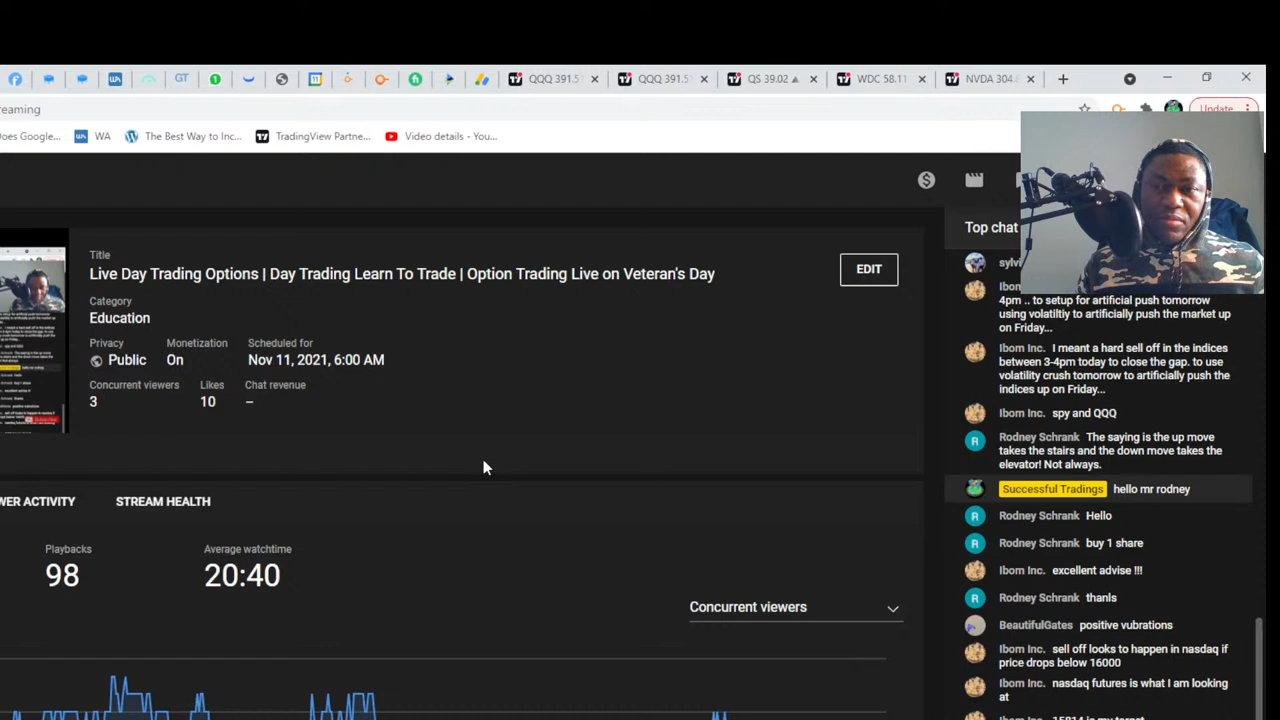 QQQ 391.5
QQQ 391.5
QS 39.02
WDC 58.11
NVDA 304.
reaming
Update
oes Google...
WA
The Best Way to Inc...
TradingView Partne...
Video details - You...
Title
Live Day Trading Options | Day Trading Learn To Trade | Option Trading Live on Veteran's Day
EDIT
Category
Education
Privacy
Monetization
Scheduled for
Public
On
Nov 11, 2021, 6:00 AM
Concurrent viewers
Likes
Chat revenue
3
10
–
WER ACTIVITY
STREAM HEALTH
Playbacks
Average watchtime
98
20:40
Concurrent viewers
Top chat
sylvi
Ibom
4pm .. to setup for artificial push tomorrow
using volatiltiy to artificially push the market up
on Friday...
Ibom Inc. I meant a hard sell off in the indices
between 3-4pm today to close the gap. to use
volatility crush tomorrow to artificially push the
indices up on Friday...
Ibom Inc. spy and QQQ
Rodney Schrank The saying is the up move
takes the stairs and the down move takes the
elevator! Not always.
Successful Tradings hello mr rodney
Rodney Schrank Hello
Rodney Schrank buy 1 share
Ibom Inc. excellent advise !!!
Rodney Schrank thanls
BeautifulGates positive vubrations
Ibom Inc. sell off looks to happen in nasdaq if
price drops below 16000
Ibom Inc. nasdaq futures is what I am looking
at